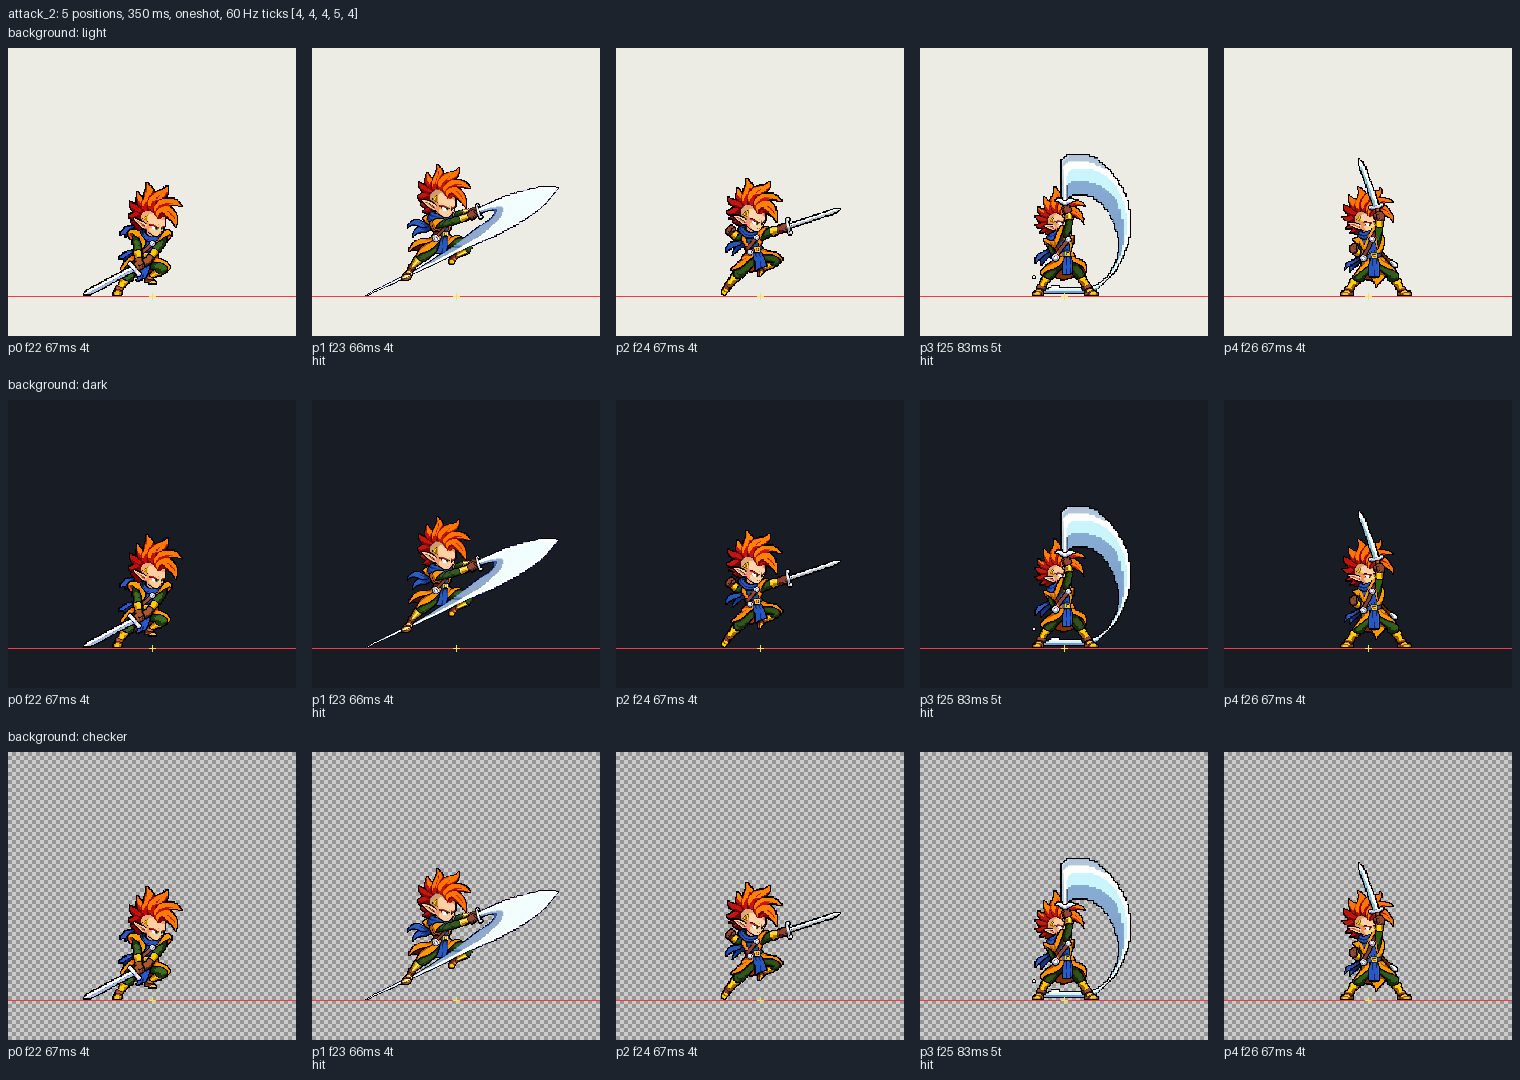 attack_2: 5 positions, 350 ms, oneshot, 60 Hz ticks [4, 4, 4, 5, 4]
background: light
p0 f22 67ms 4t
p1 f23 66ms 4t
hit
p2 f24 67ms 4t
p3 f25 83ms 5t
hit
p4 f26 67ms 4t
background: dark
p0 f22 67ms 4t
p1 f23 66ms 4t
hit
p2 f24 67ms 4t
p3 f25 83ms 5t
hit
p4 f26 67ms 4t
background: checker
p0 f22 67ms 4t
p1 f23 66ms 4t
hit
p2 f24 67ms 4t
p3 f25 83ms 5t
hit
p4 f26 67ms 4t